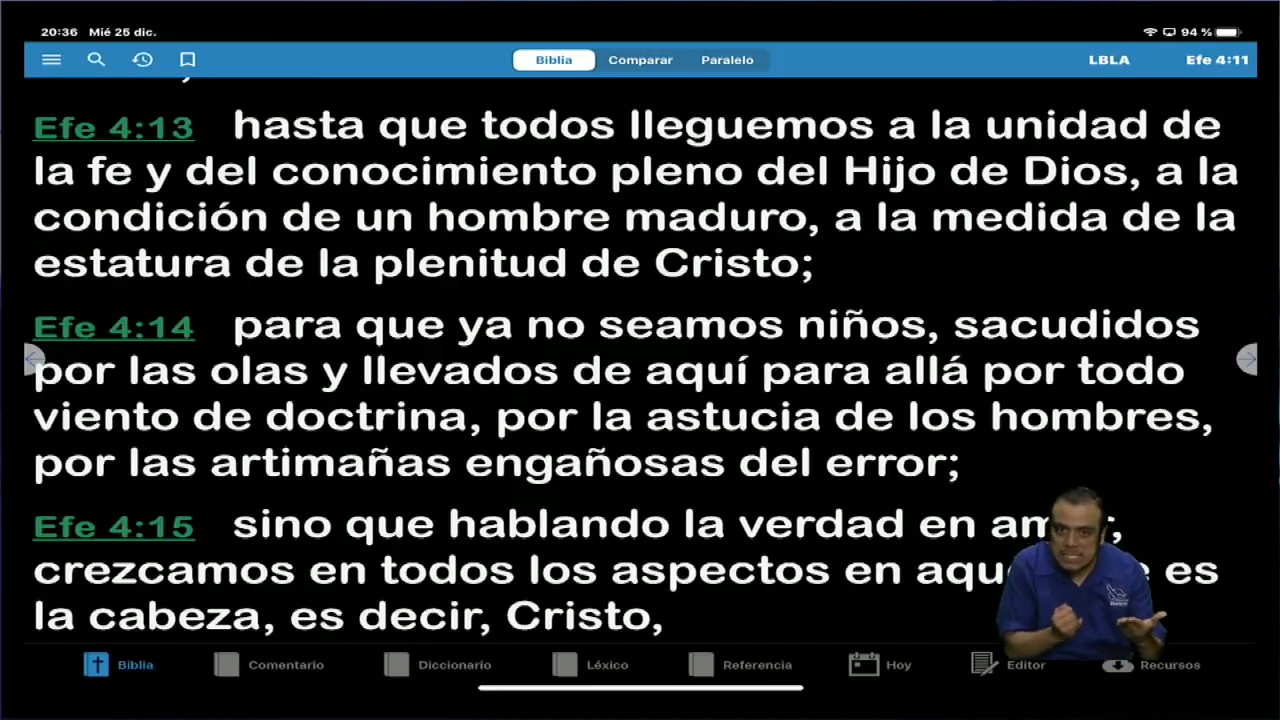 20:36 Mié 25 dic. 94 %
Biblia Comparar Paralelo LBLA Efe 4:11
Efe 4:13 hasta que todos lleguemos a la unidad de
la fe y del conocimiento pleno del Hijo de Dios, a la
condición de un hombre maduro, a la medida de la
estatura de la plenitud de Cristo;
Efe 4:14 para que ya no seamos niños, sacudidos
por las olas y llevados de aquí para allá por todo
viento de doctrina, por la astucia de los hombres,
por las artimañas engañosas del error;
Efe 4:15 sino que hablando la verdad en
crezcamos en todos los aspectos en es
la cabeza, es decir, Cristo,
Biblia Comentario Diccionario Léxico Referencia Hoy Editor Recursos